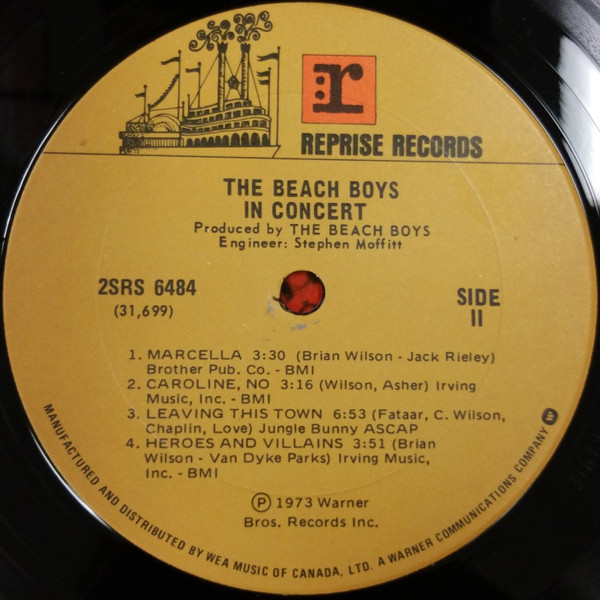 r
REPRISE RECORDS
THE BEACH BOYS
IN CONCERT
Produced by THE BEACH BOYS
Engineer: Stephen Moffitt
2SRS 6484
(31,699)
SIDE
II
1. MARCELLA 3:30 (Brian Wilson - Jack Rieley)
Brother Pub. Co. - BMI
2. CAROLINE, NO 3:16 (Wilson, Asher) Irving
Music, Inc. - BMI
3. LEAVING THIS TOWN 6:53 (Fataar, C. Wilson,
Chaplin, Love) Jungle Bunny ASCAP
4. HEROES AND VILLAINS 3:51 (Brian
Wilson - Van Dyke Parks) Irving Music,
Inc. - BMI
Ⓟ 1973 Warner
Bros. Records Inc.
MANUFACTURED AND DISTRIBUTED BY WEA MUSIC OF CANADA, LTD. A WARNER COMMUNICATIONS COMPANY